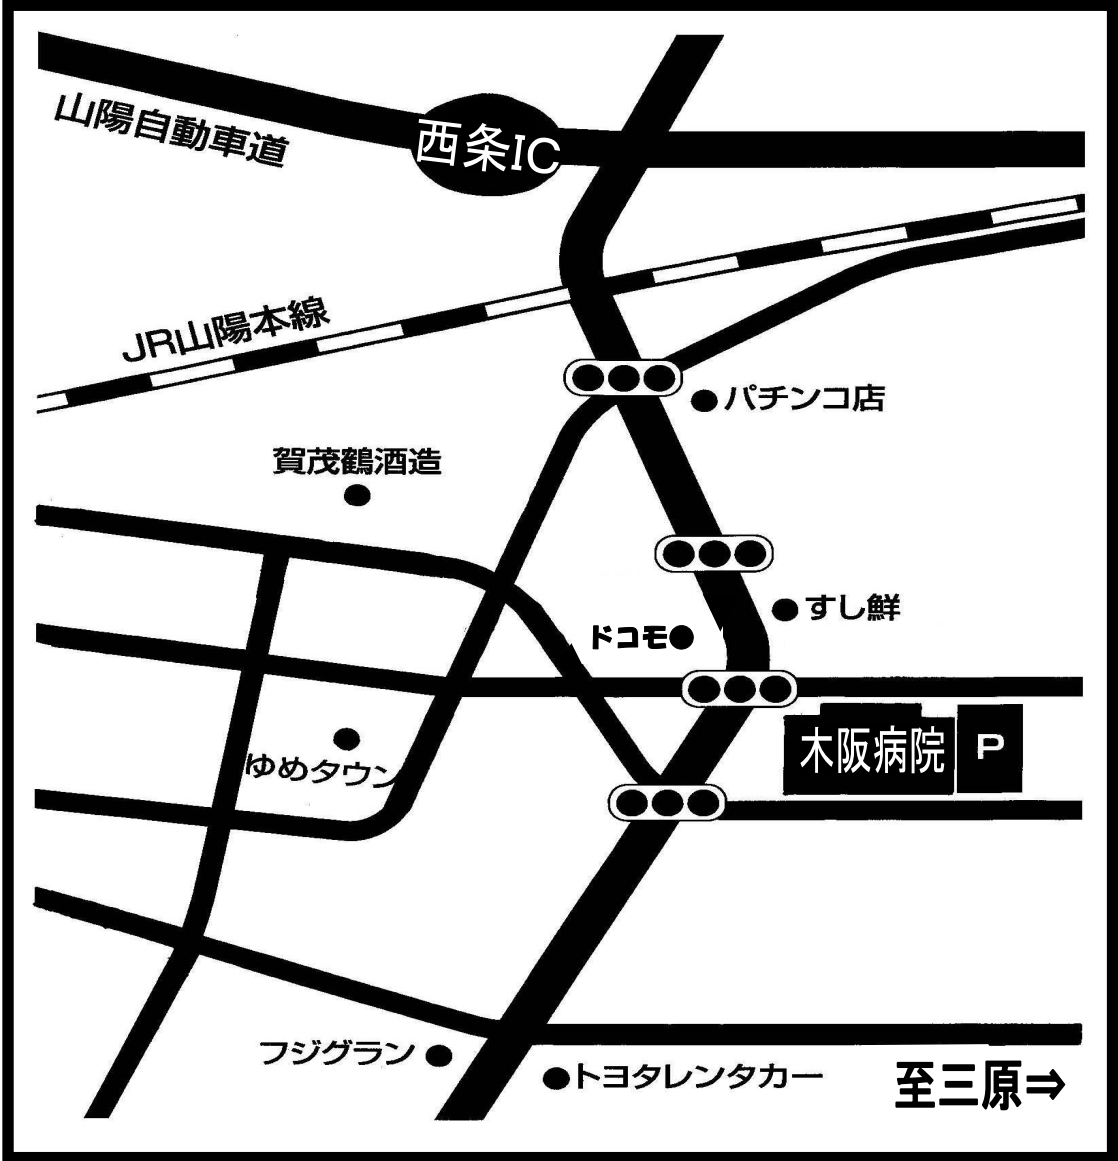 山陽自動車道
西条IC
JR山陽本線
パチンコ店
賀茂鶴酒造
すし鮮
ドコモ
木阪病院
P
ゆめタウン
フジグラン
トヨタレンタカー
至三原⇒